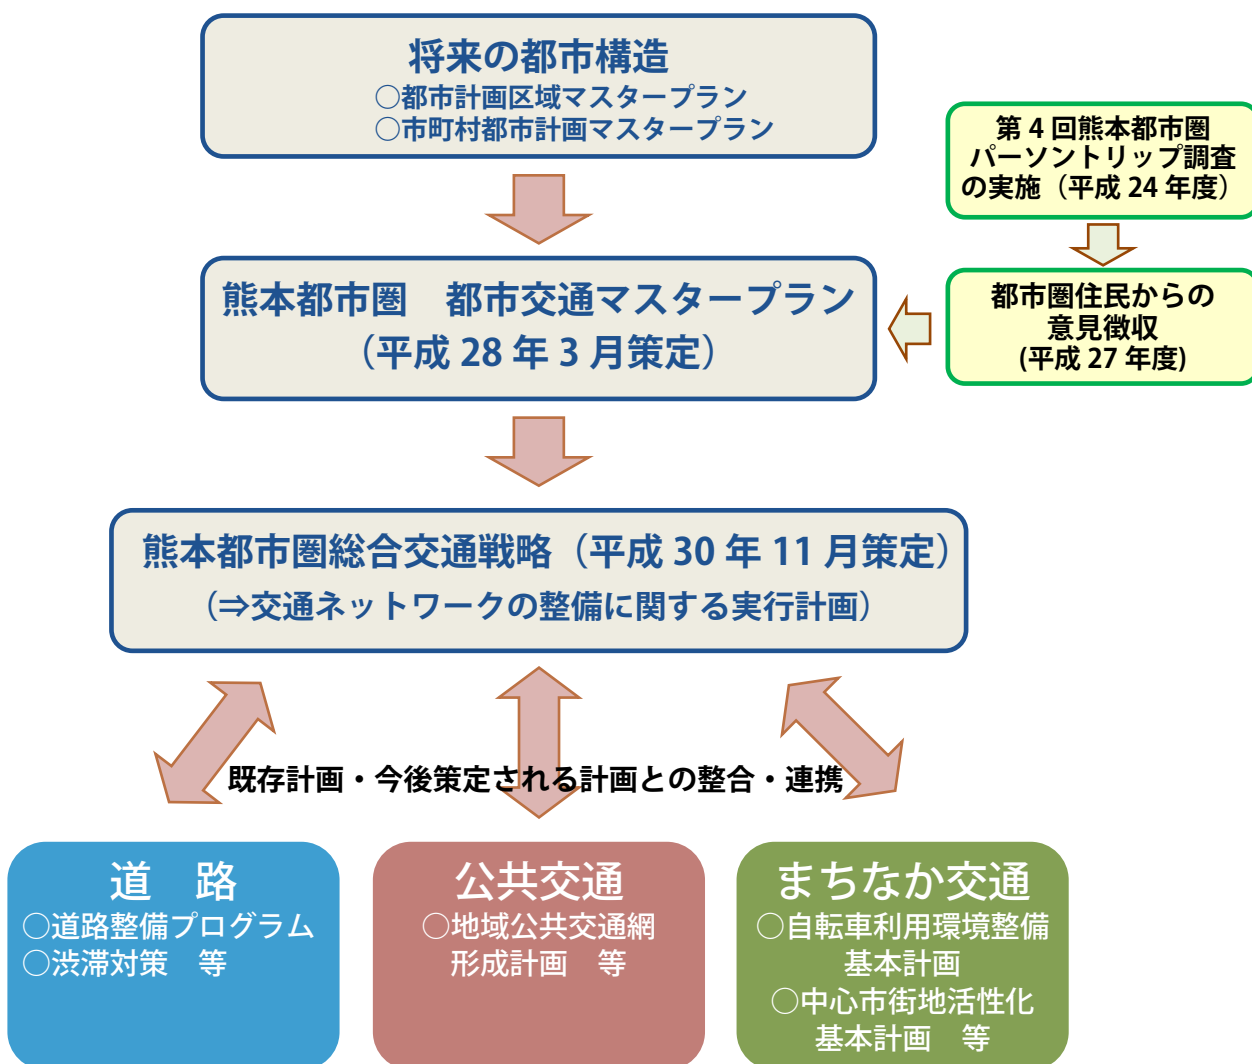 将来の都市構造
○都市計画区域マスタープラン
○市町村都市計画マスタープラン
第 4 回熊本都市圏
パーソントリップ調査
の実施（平成 24 年度）
熊本都市圏　都市交通マスタープラン
（平成 28 年 3 月策定）
都市圏住民からの
意見徴収
(平成 27 年度)
熊本都市圏総合交通戦略（平成 30 年 11 月策定）
（⇒交通ネットワークの整備に関する実行計画）
既存計画・今後策定される計画との整合・連携
道　路
○道路整備プログラム
○渋滞対策　等
公共交通
○地域公共交通網
形成計画　等
まちなか交通
○自転車利用環境整備
基本計画
○中心市街地活性化
基本計画　等